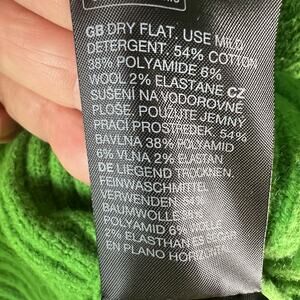 GB DRY FLAT. USE MILD
DETERGENT. 54% COTTON
38% POLYAMIDE 6%
WOOL 2% ELASTANE CZ
SUŠENÍ NA VODOROVNÉ
PLOŠE. POUŽIJTE JEMNÝ
PRACÍ PROSTŘEDEK. 54%
BAVLNA 38% POLYAMID
6% VLNA 2% ELASTAN
DE LIEGEND TROCKNEN.
FEINWASCHMITTEL
VERWENDEN. 54%
BAUMWOLLE 38%
POLYAMID 6% WOLLE
2% ELASTHAN ES SECAR
EN PLANO HORIZONTAL.